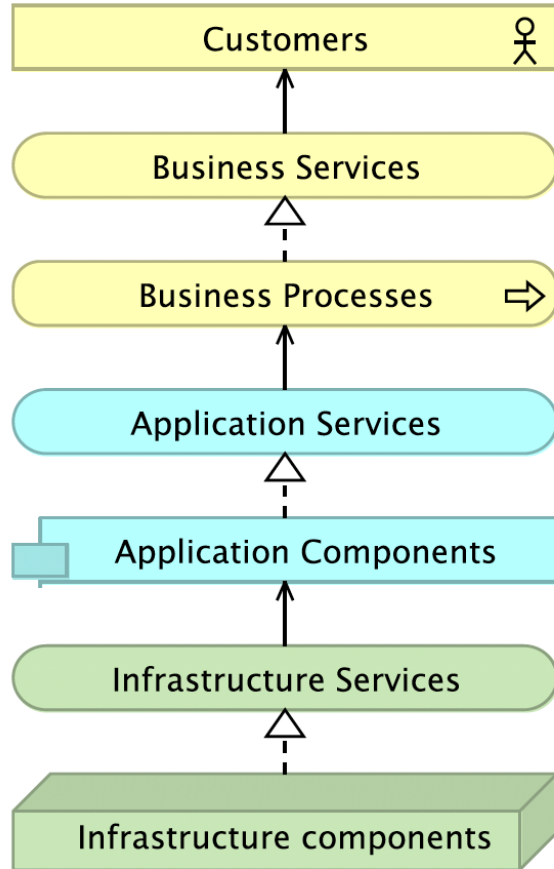 Customers
Business Services
Business Processes
Application Services
Application Components
Infrastructure Services
Infrastructure components